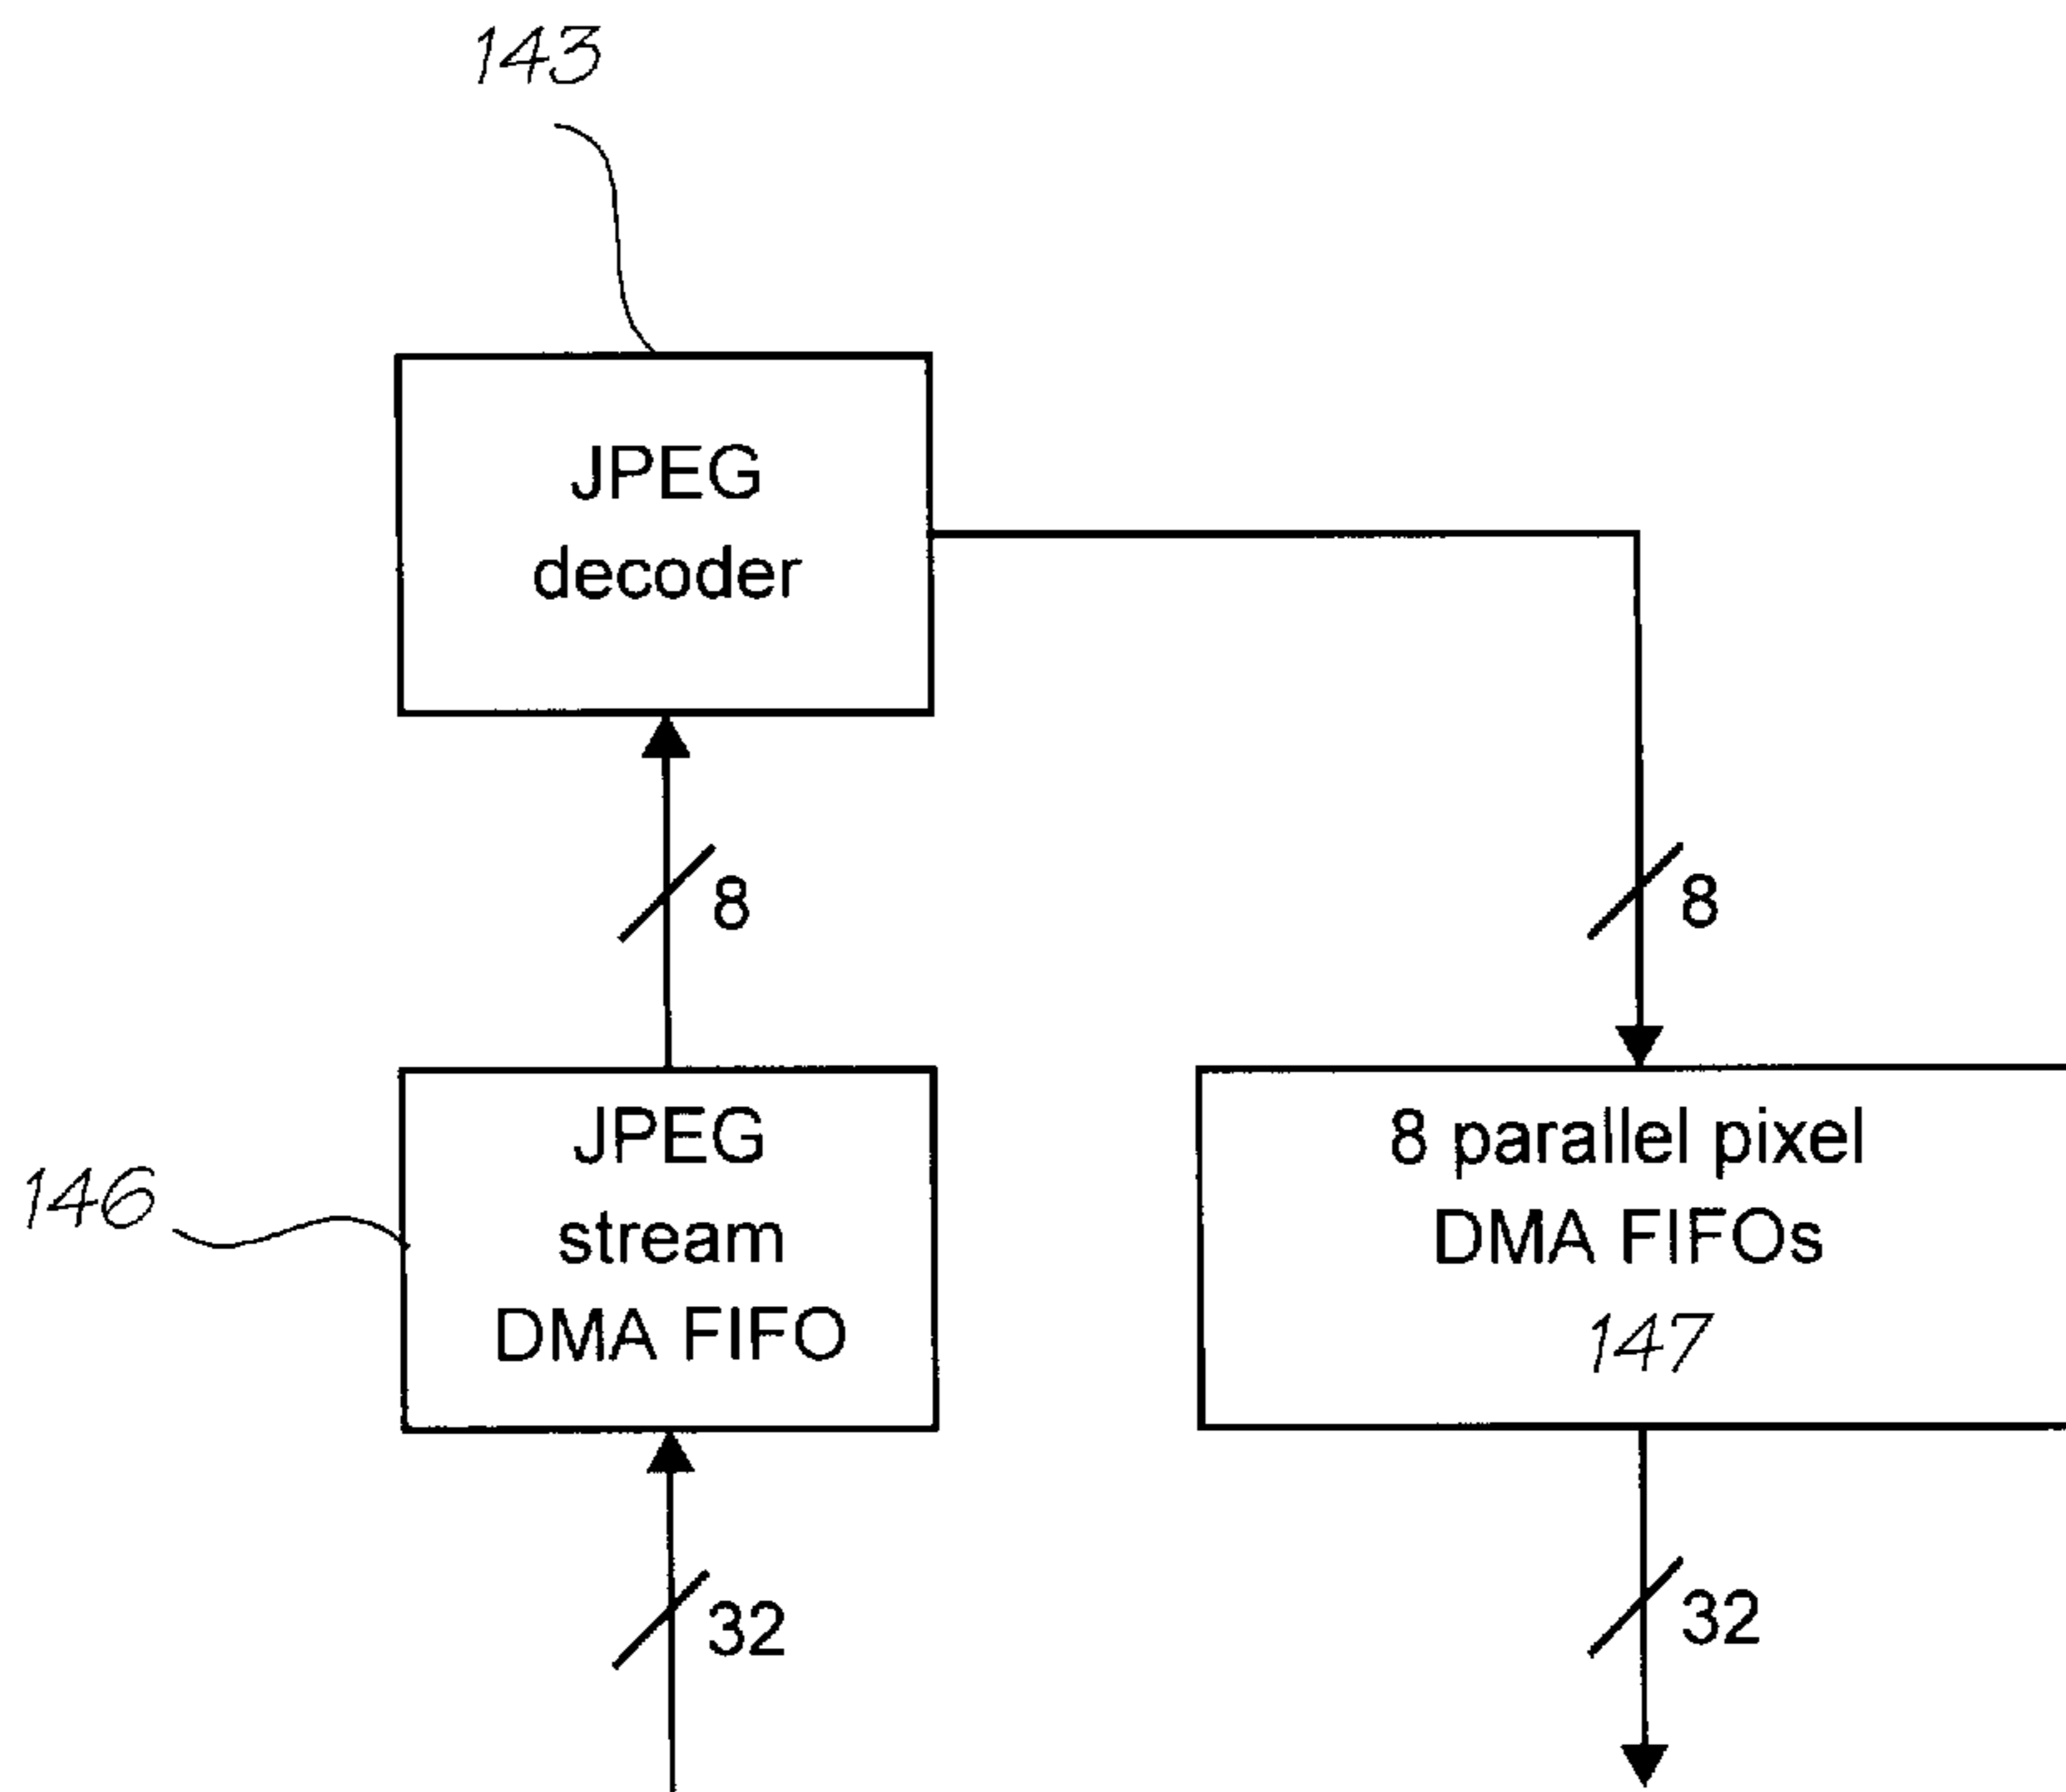 143
JPEG
decoder
8
8
JPEG
stream
DMA FIFO
146
8 parallel pixel
DMA FIFOs
147
32
32